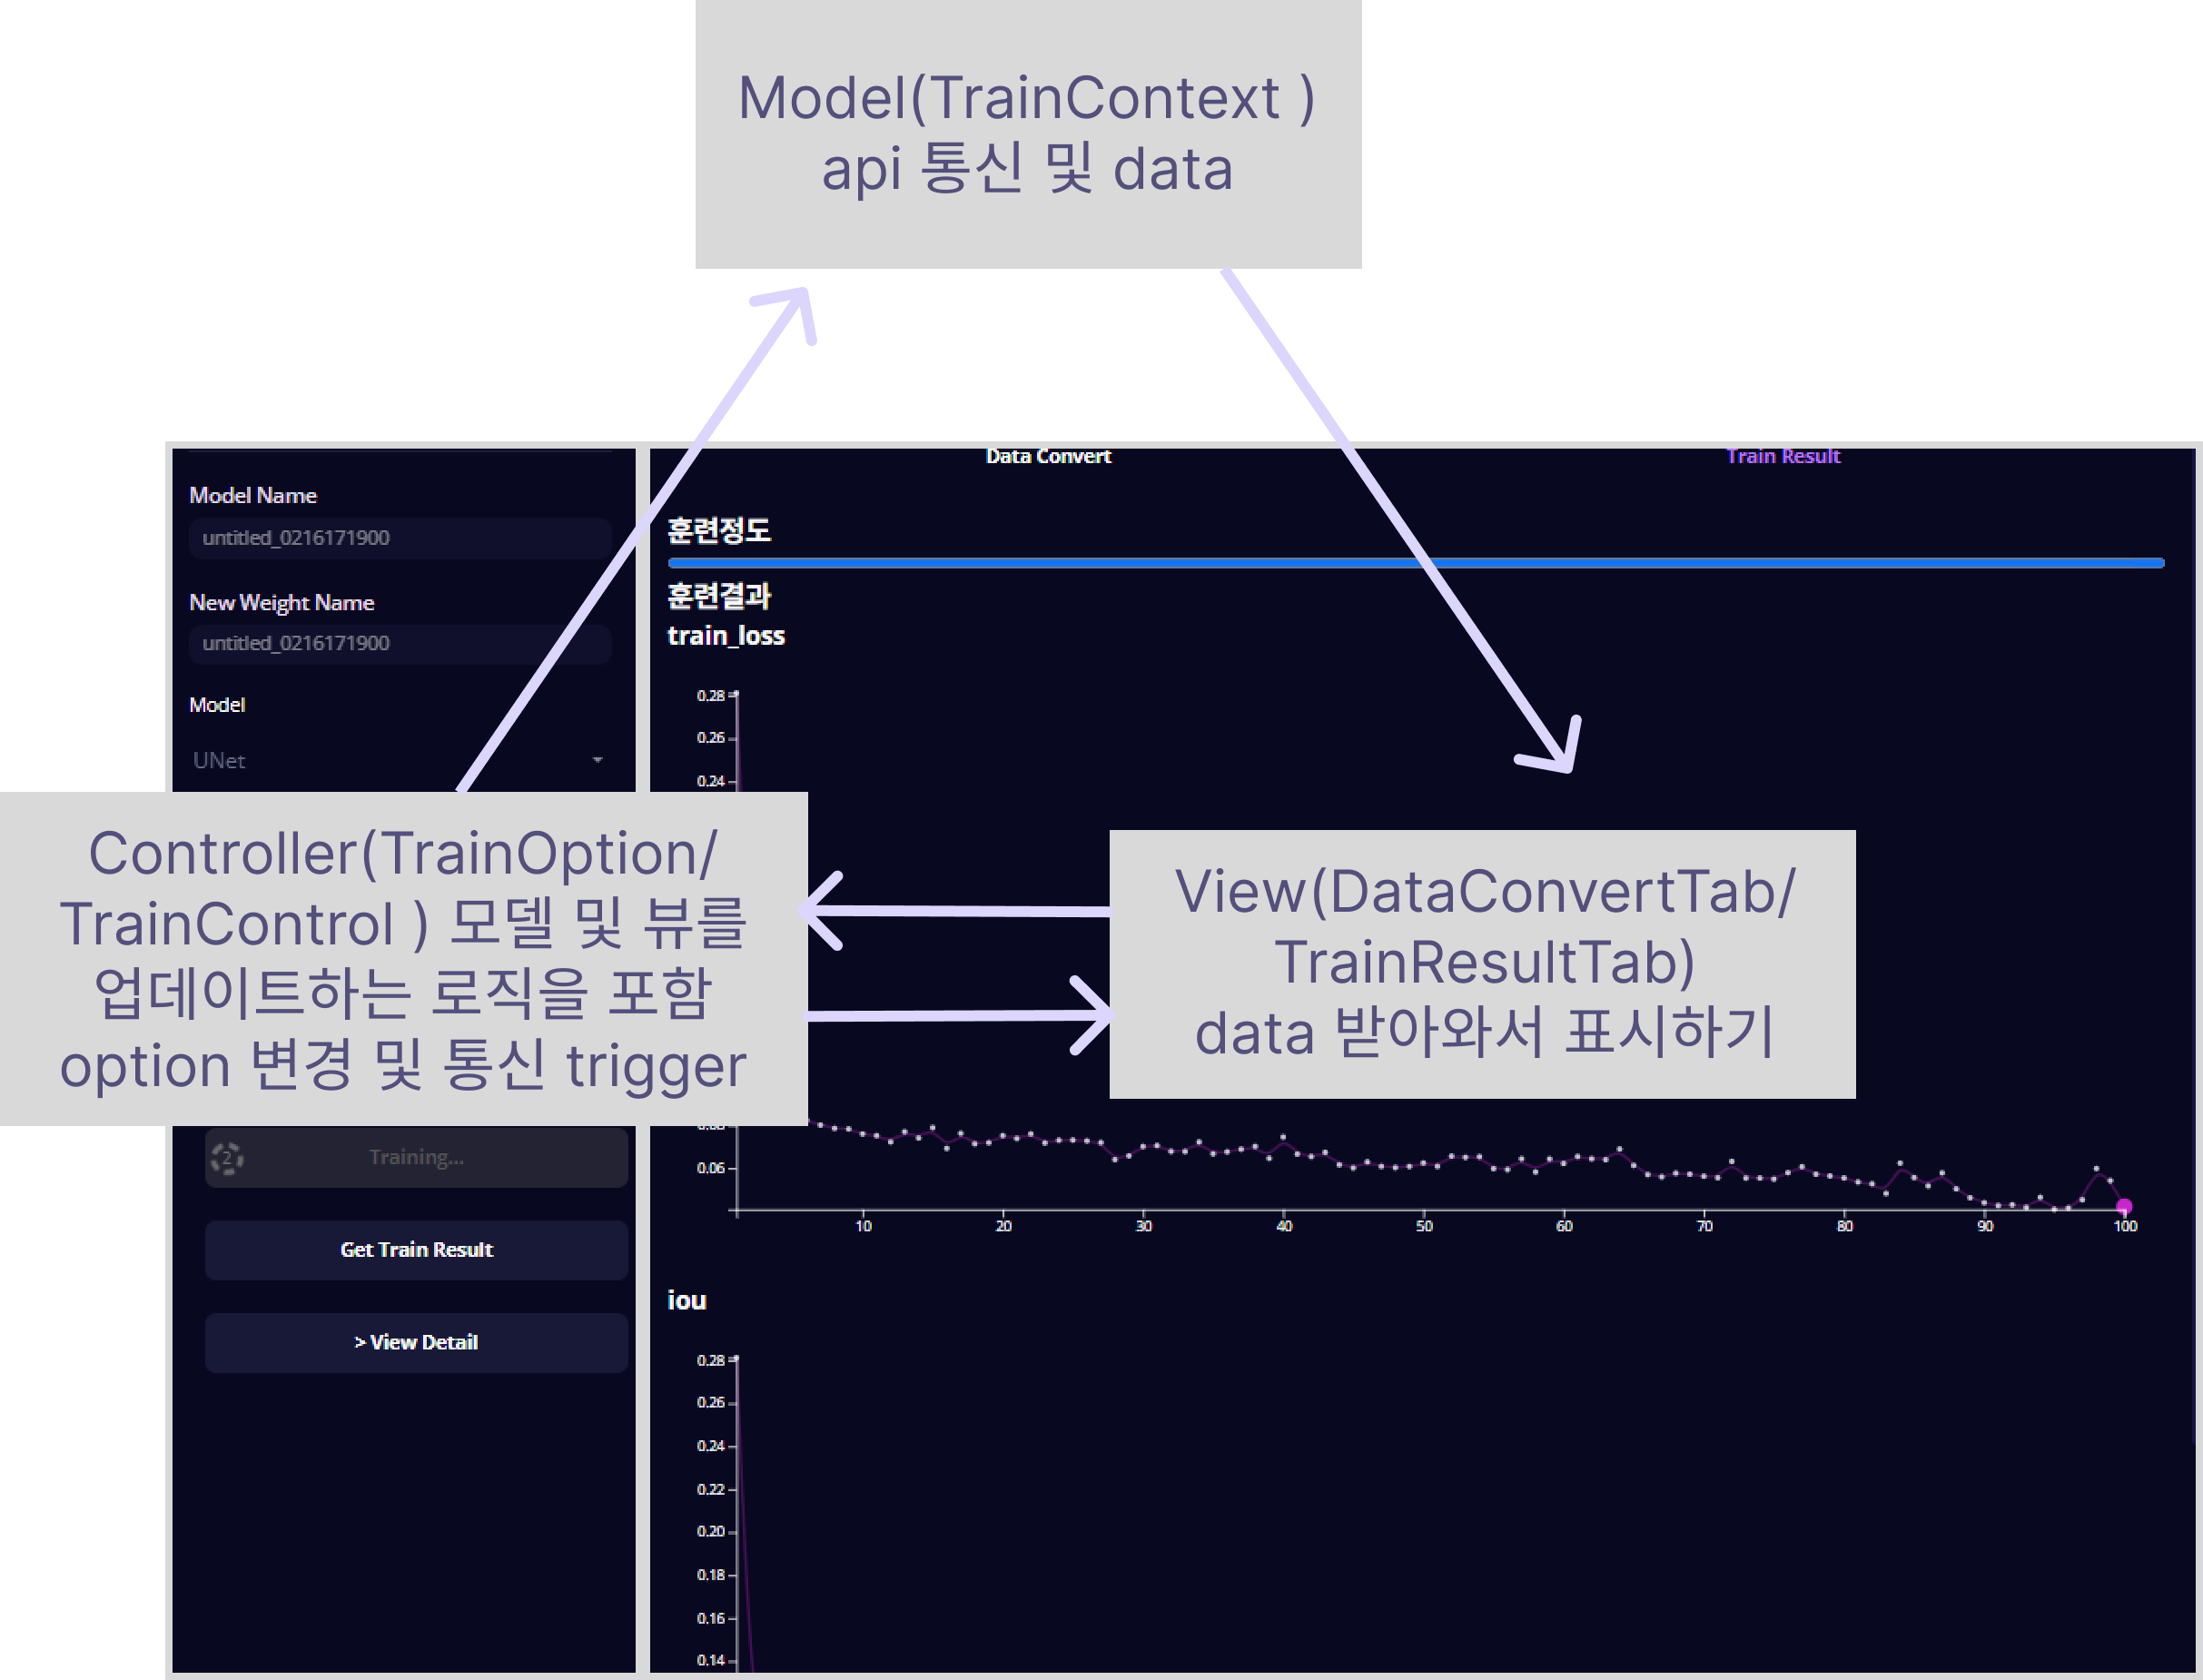 Model(TrainContext )
api 통신 및 data
Data Convert
Train Result
Model Name
untitled_0216171900
New Weight Name
untitled_0216171900
Model
UNet
훈련정도
훈련결과
train_loss
0.28
0.26
0.24
Controller(TrainOption/
TrainControl ) 모델 및 뷰를
업데이트하는 로직을 포함
option 변경 및 통신 trigger
View(DataConvertTab/
TrainResultTab)
data 받아와서 표시하기
0.06
10 20 30 40 50 60 70 80 90 100
2 Training...
Get Train Result
> View Detail
iou
0.28
0.26
0.24
0.22
0.20
0.18
0.16
0.14